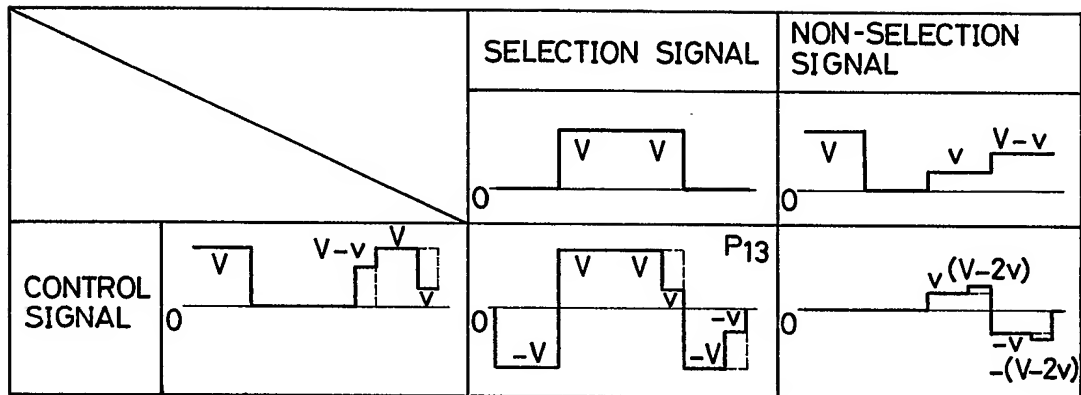 SELECTION SIGNAL
NON-SELECTION
SIGNAL
0
V V
0
V
v
V-v
CONTROL
SIGNAL
0
V
V-v
V
v
0
-V
V V
v
P13
-V
-v
0
v
(V-2v)
-v
-(V-2v)